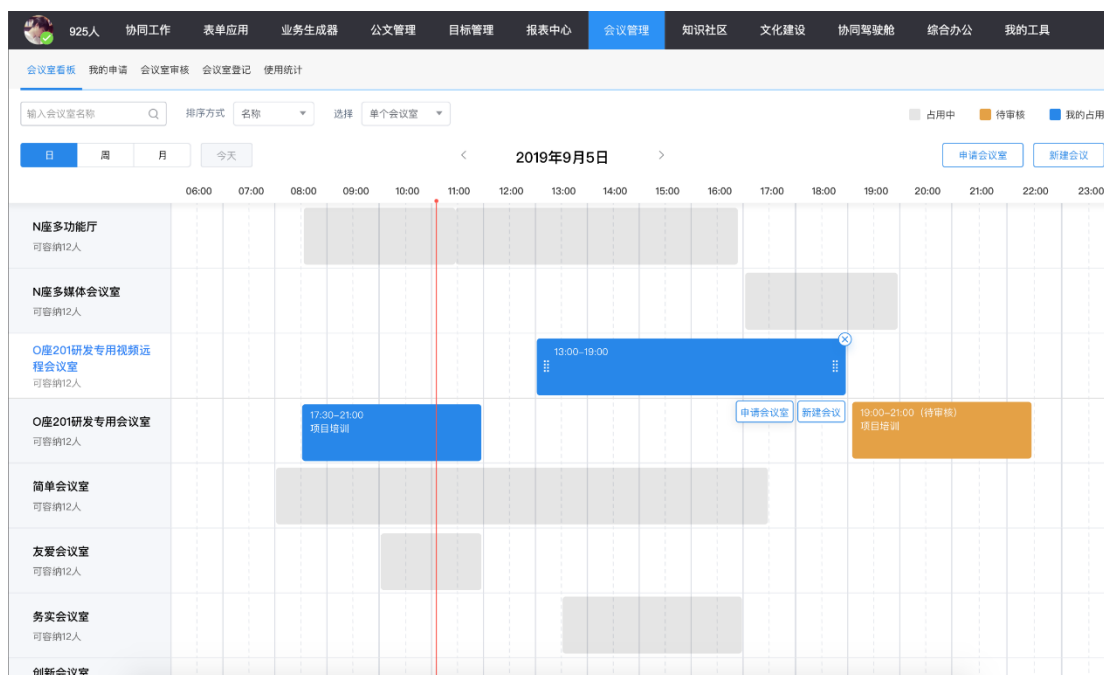 925人 协同工作 表单应用 业务生成器 公文管理 目标管理 报表中心 会议管理 知识社区 文化建设 协同驾驶舱 综合办公 我的工具
会议室看板 我的申请 会议室审核 会议室登记 使用统计
输入会议室名称 排序方式 名称 选择 单个会议室 占用中 待审核 我的占用
日 周 月 今天 2019年9月5日 申请会议室 新建会议
06:00 07:00 08:00 09:00 10:00 11:00 12:00 13:00 14:00 15:00 16:00 17:00 18:00 19:00 20:00 21:00 22:00 23:00
N座多功能厅
可容纳12人
N座多媒体会议室
可容纳12人
O座201研发专用视频远
程会议室
可容纳12人
13:00-19:00
申请会议室 新建会议
O座201研发专用会议室
可容纳12人
17:30-21:00
项目培训
19:00-21:00（待审核）
项目培训
简单会议室
可容纳12人
友爱会议室
可容纳12人
务实会议室
可容纳12人
创新会议室